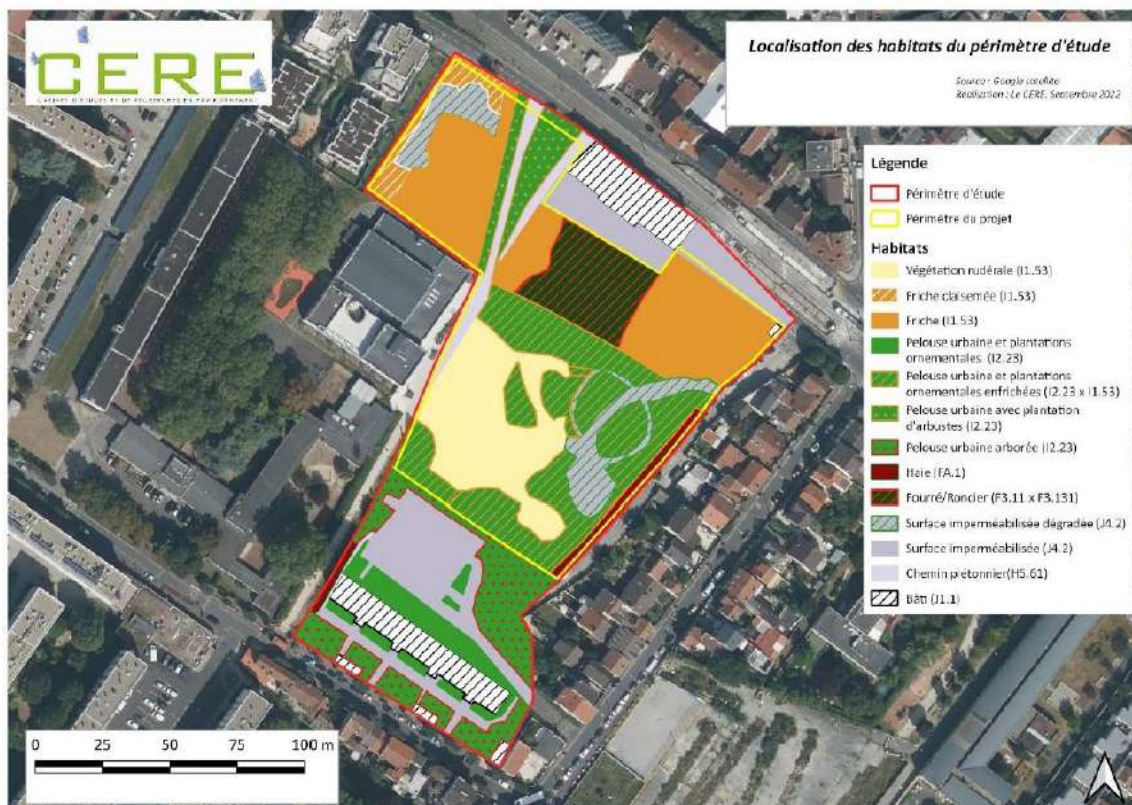 CERE
Localisation des habitats du périmètre d'étude
Source : Google satellite
Réalisation : Le CERE, Septembre 2022
Légende
Périmètre d'étude
Périmètre du projet
Habitats
Végétation rudérale (I1.53)
Friche claisemée (I1.53)
Friche (I1.53)
Pelouse urbaine et plantations
ornementales (I2.23)
Pelouse urbaine et plantations
ornementales enfrichées (I2.23 x I1.53)
Pelouse urbaine avec plantation
d'arbustes (I2.23)
Pelouse urbaine arborée (I2.23)
Haie (FA.1)
Fourré/Roncier (F3.11 x F3.131)
Surface imperméabilisée dégradée (J4.2)
Surface imperméabilisée (J4.2)
Chemin piétonnier(H5.61)
Bâti (J1.1)
0 25 50 75 100 m